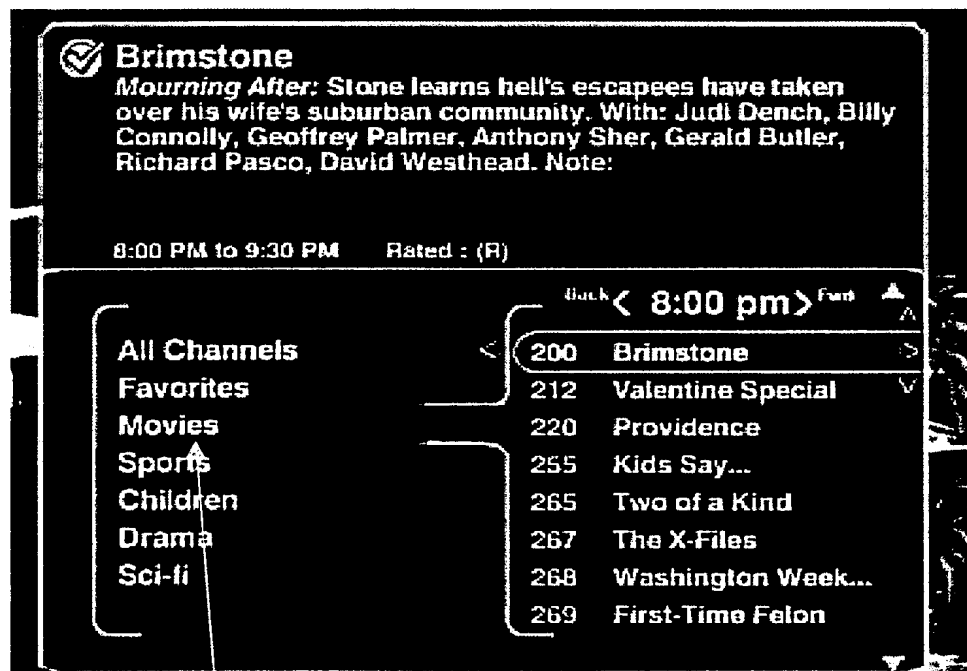 Brimstone
Mourning After: Stone learns hell's escapees have taken
over his wife's suburban community. With: Judi Dench, Billy
Connolly, Geoffrey Palmer, Anthony Sher, Gerald Butler,
Richard Pasco, David Westhead. Note:
8:00 PM to 9:30 PM Rated : (R)
Back < 8:00 pm > Fwd
All Channels < 200 Brimstone >
Favorites 212 Valentine Special
Movies 220 Providence
Sports 255 Kids Say...
Children 265 Two of a Kind
Drama 267 The X-Files
Sci-fi 268 Washington Week...
269 First-Time Felon